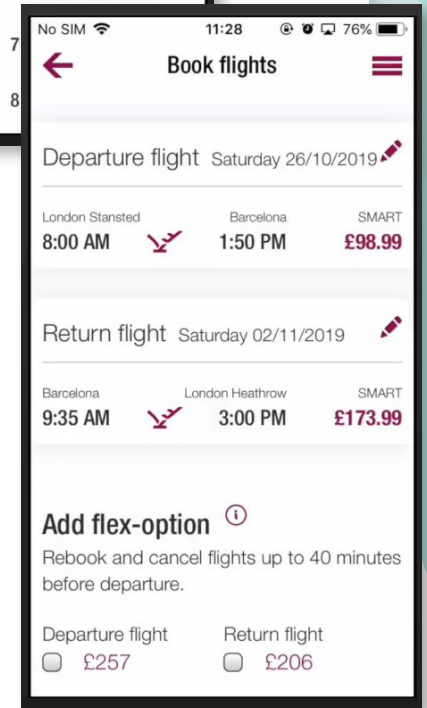 7
8
No SIM 11:28 76%
Book flights
Departure flight Saturday 26/10/2019
London Stansted Barcelona SMART
8:00 AM 1:50 PM £98.99
Return flight Saturday 02/11/2019
Barcelona London Heathrow SMART
9:35 AM 3:00 PM £173.99
Add flex-option i
Rebook and cancel flights up to 40 minutes
before departure.
Departure flight Return flight
£257 £206